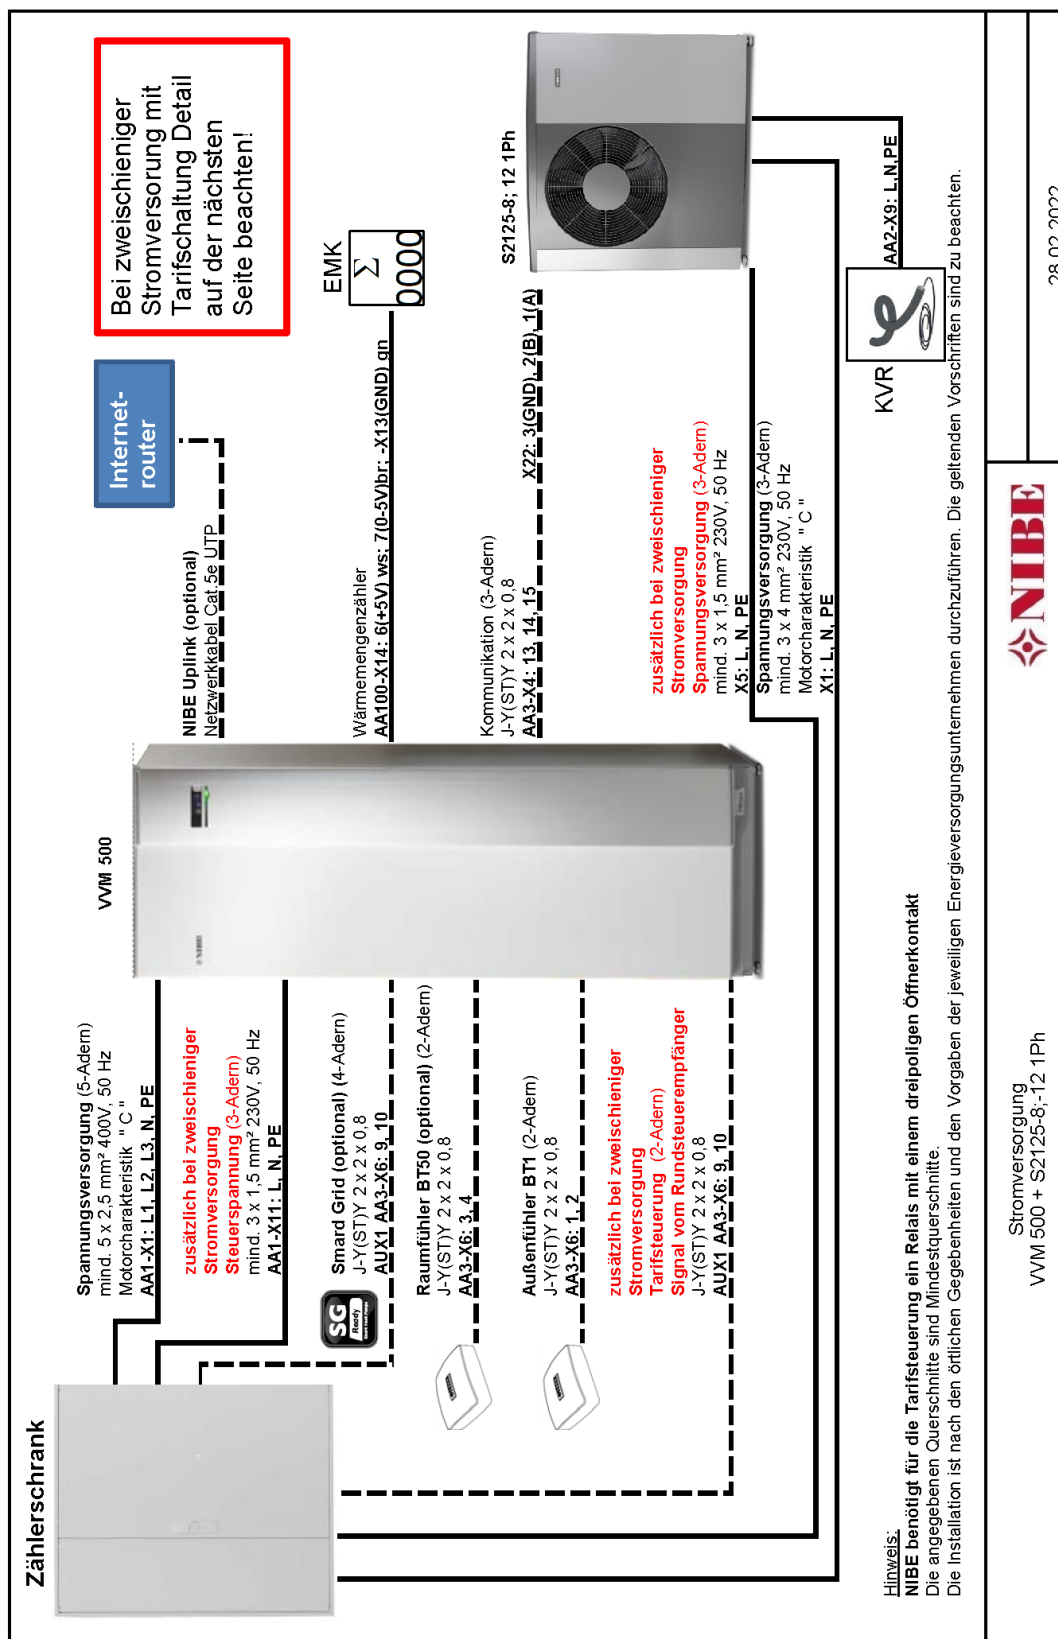 Zählerschrank
Spannungsversorgung (5-Adern)
mind. 5 x 2,5 mm² 400V, 50 Hz
Motorcharakteristik "C"
AA1-X1: L1, L2, L3, N, PE
zusätzlich bei zweischieniger
Stromversorgung
Steuerspannung (3-Adern)
mind. 3 x 1,5 mm² 230V, 50 Hz
AA1-X11: L, N, PE
SG
Ready
Smard Grid (optional) (4-Adern)
J-Y(ST)Y 2 x 2 x 0,8
AUX1 AA3-X6: 9, 10
Raumfühler BT50 (optional) (2-Adern)
J-Y(ST)Y 2 x 2 x 0,8
AA3-X6: 3, 4
Außenfühler BT1 (2-Adern)
J-Y(ST)Y 2 x 2 x 0,8
AA3-X6: 1, 2
zusätzlich bei zweischieniger
Stromversorgung
Tarifsteuerung (2-Adern)
Signal vom Rundsteuerempfänger
J-Y(ST)Y 2 x 2 x 0,8
AUX1 AA3-X6: 9, 10
VVM 500
NIBE
Internet-
router
NIBE Uplink (optional)
Netzwerkkabel Cat.5e UTP
Bei zweischieniger
Stromversorung mit
Tarifschaltung Detail
auf der nächsten
Seite beachten!
EMK
Σ
0000
Wärmemengenzähler
AA100-X14: 6(+5V) ws; 7(0-5V)br; -X13(GND) gn
Kommunikation (3-Adern)
J-Y(ST)Y 2 x 2 x 0,8
AA3-X4: 13, 14, 15
X22: 3(GND), 2(B), 1(A)
S2125-8; 12 1Ph
zusätzlich bei zweischieniger
Stromversorgung
Spannungsversorgung (3-Adern)
mind. 3 x 1,5 mm² 230V, 50 Hz
X5: L, N, PE
Spannungsversorgung (3-Adern)
mind. 3 x 4 mm² 230V, 50 Hz
Motorcharakteristik "C"
X1: L, N, PE
KVR
AA2-X9: L,N,PE
Hinweis:
NIBE benötigt für die Tarifsteuerung ein Relais mit einem dreipoligen Öffnerkontakt
Die angegebenen Querschnitte sind Mindestquerschnitte.
Die Installation ist nach den örtlichen Gegebenheiten und den Vorgaben der jeweiligen Energieversorgungsunternehmen durchzuführen. Die geltenden Vorschriften sind zu beachten.
Stromversorgung
VVM 500 + S2125-8;-12 1Ph
NIBE
28.02.2022